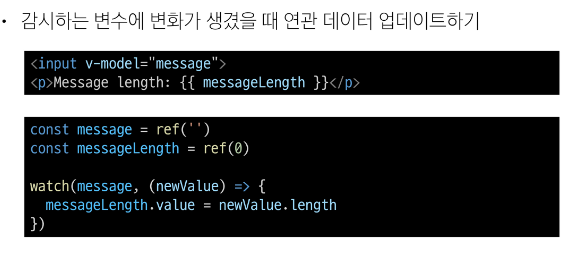 • 감시하는 변수에 변화가 생겼을 때 연관 데이터 업데이트하기
<input v-model="message">
<p>Message length: {{ messageLength }}</p>
const message = ref('')
const messageLength = ref(0)
watch(message, (newValue) => {
  messageLength.value = newValue.length
})